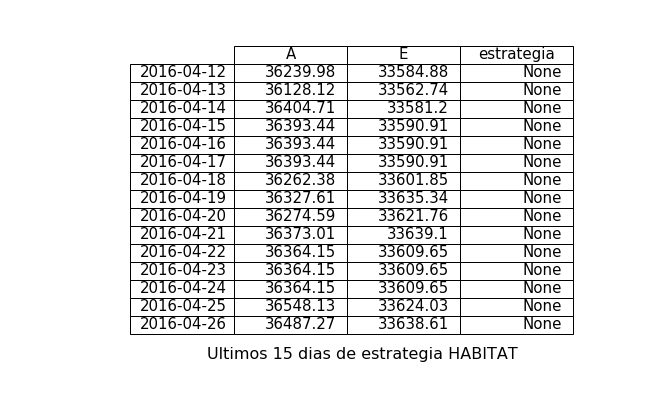 A E estrategia
2016-04-12 36239.98 33584.88 None
2016-04-13 36128.12 33562.74 None
2016-04-14 36404.71 33581.2 None
2016-04-15 36393.44 33590.91 None
2016-04-16 36393.44 33590.91 None
2016-04-17 36393.44 33590.91 None
2016-04-18 36262.38 33601.85 None
2016-04-19 36327.61 33635.34 None
2016-04-20 36274.59 33621.76 None
2016-04-21 36373.01 33639.1 None
2016-04-22 36364.15 33609.65 None
2016-04-23 36364.15 33609.65 None
2016-04-24 36364.15 33609.65 None
2016-04-25 36548.13 33624.03 None
2016-04-26 36487.27 33638.61 None
Ultimos 15 dias de estrategia HABITAT